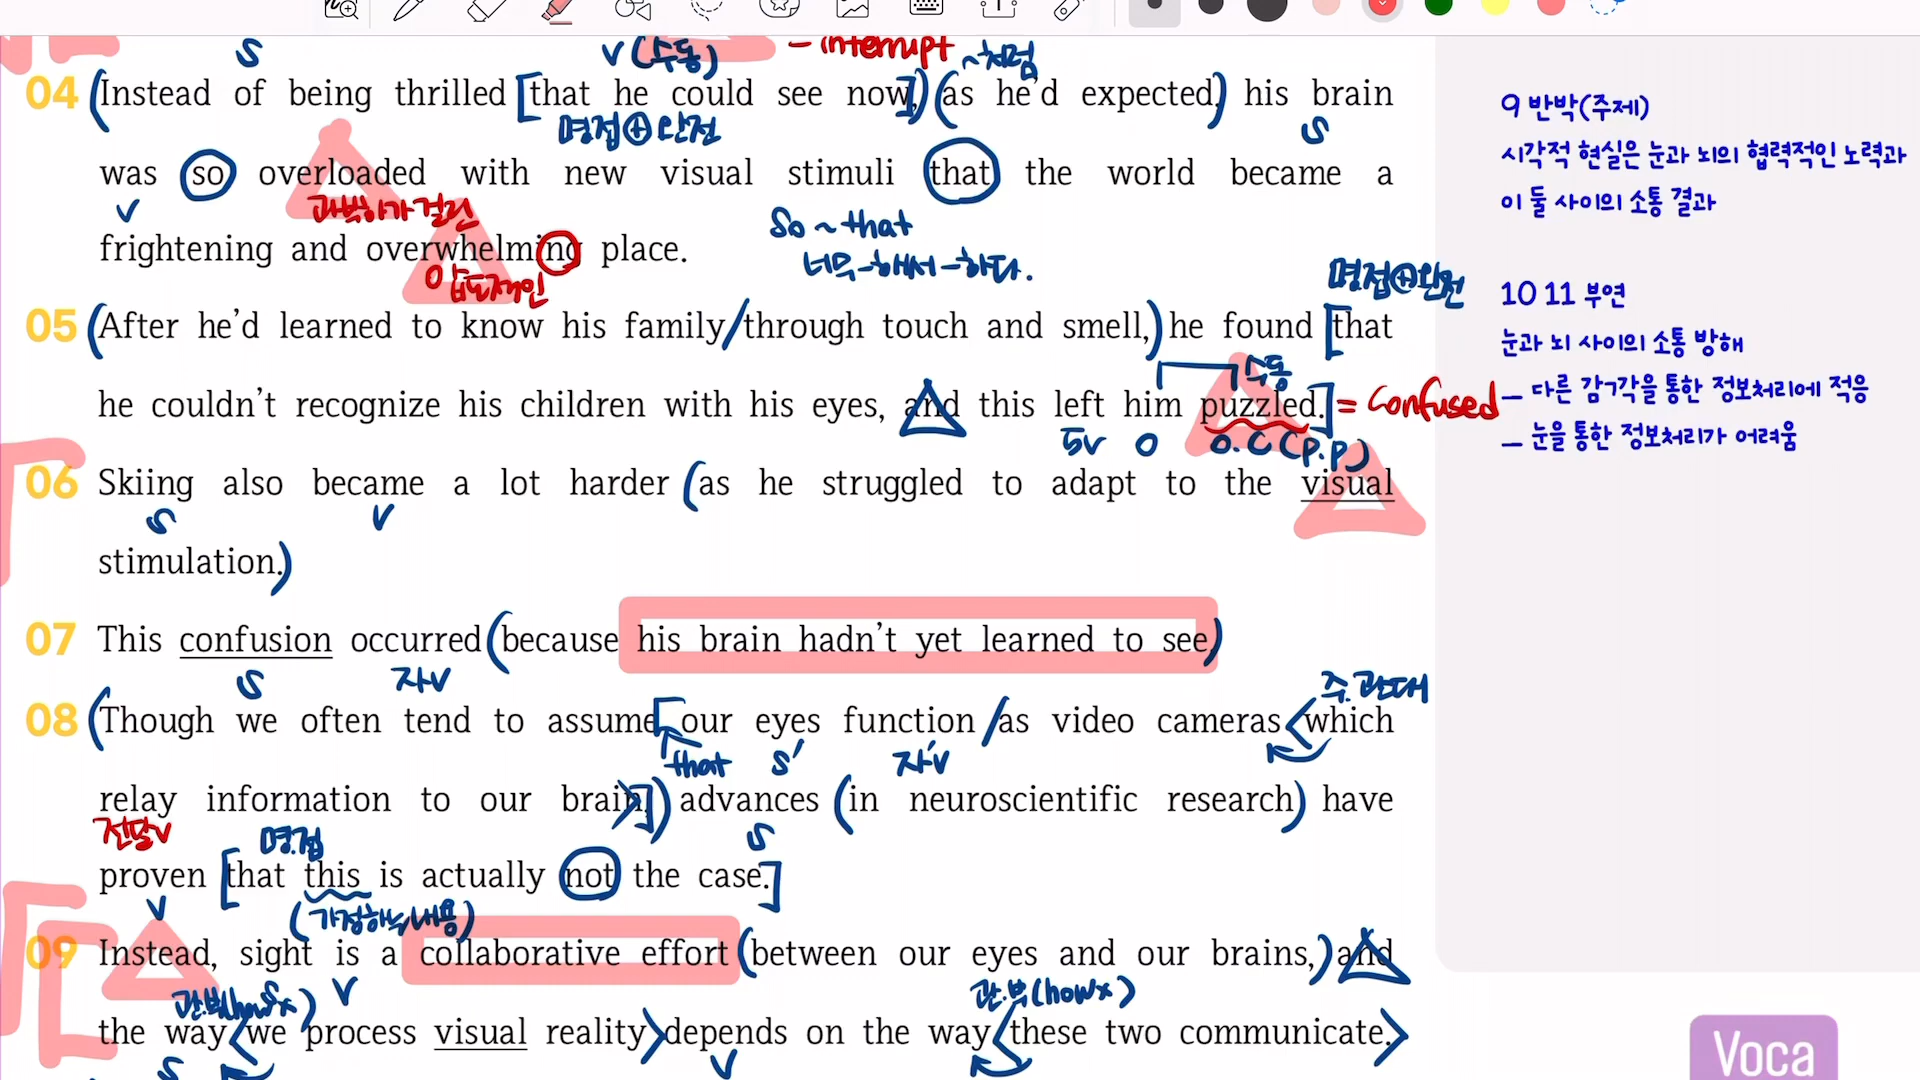 S V (수동) - interrupt ~처럼
04 (Instead of being thrilled [that he could see now,]) (as he'd expected,) his brain
명접⊕완전 S
was so overloaded with new visual stimuli that the world became a
V 과부하가 걸린 So ~ that
frightening and overwhelming place.
압도적인 너무~해서~하다.
명접⊕완전
05 (After he'd learned to know his family/through touch and smell,) he found [that
수동
he couldn't recognize his children with his eyes, and this left him puzzled.] = confused
5V O O.C (P.P)
06 Skiing also became a lot harder (as he struggled to adapt to the visual
S V
stimulation.)
07 This confusion occurred (because his brain hadn't yet learned to see.)
S 자V 주.관대
08 (Though we often tend to assume [our eyes function /as video cameras <which
that S' 자V'
relay information to our brain,>]) advances (in neuroscientific research) have
전달V 명.접 S
proven [that this is actually not the case.]
V (가정하는 내용)
09 Instead, sight is a collaborative effort (between our eyes and our brains,) and
관.부(how x) S V 관.부(how x)
the way <we process visual reality> depends on the way <these two communicate.>
S V
9 반박(주제)
시각적 현실은 눈과 뇌의 협력적인 노력과
이 둘 사이의 소통 결과
10 11 부연
눈과 뇌 사이의 소통 방해
— 다른 감각을 통한 정보처리에 적응
— 눈을 통한 정보처리가 어려움
Voca